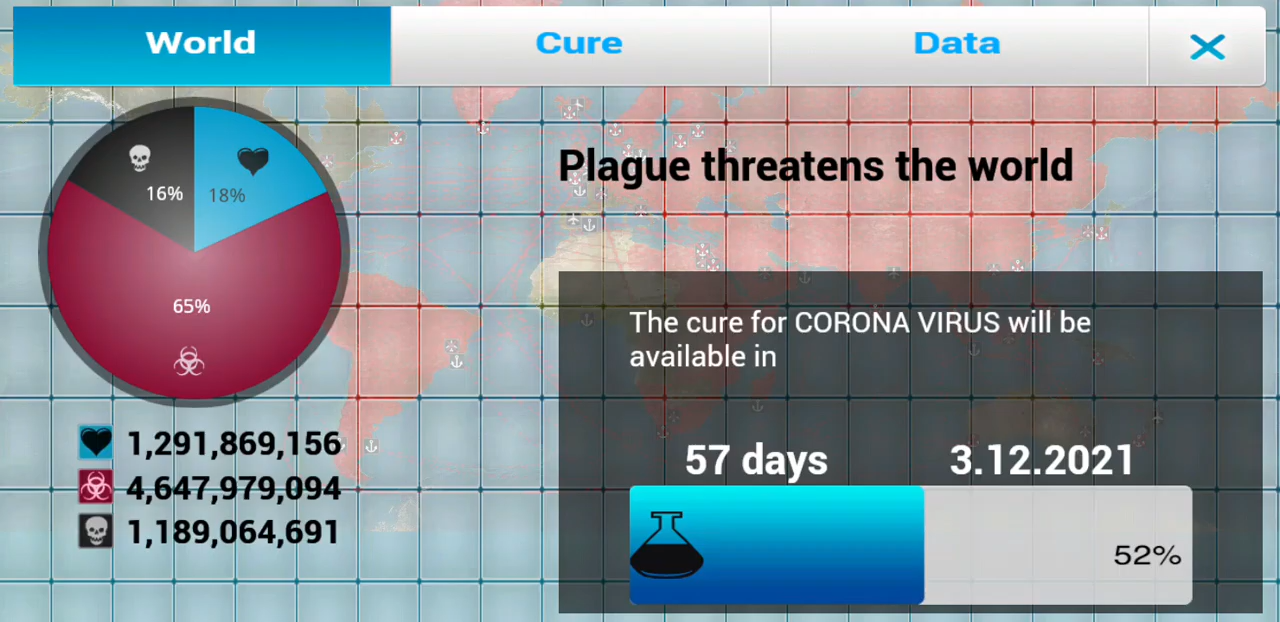 World
Cure
Data
16%
18%
65%
1,291,869,156
4,647,979,094
1,189,064,691
Plague threatens the world
The cure for CORONA VIRUS will be
available in
57 days
3.12.2021
52%